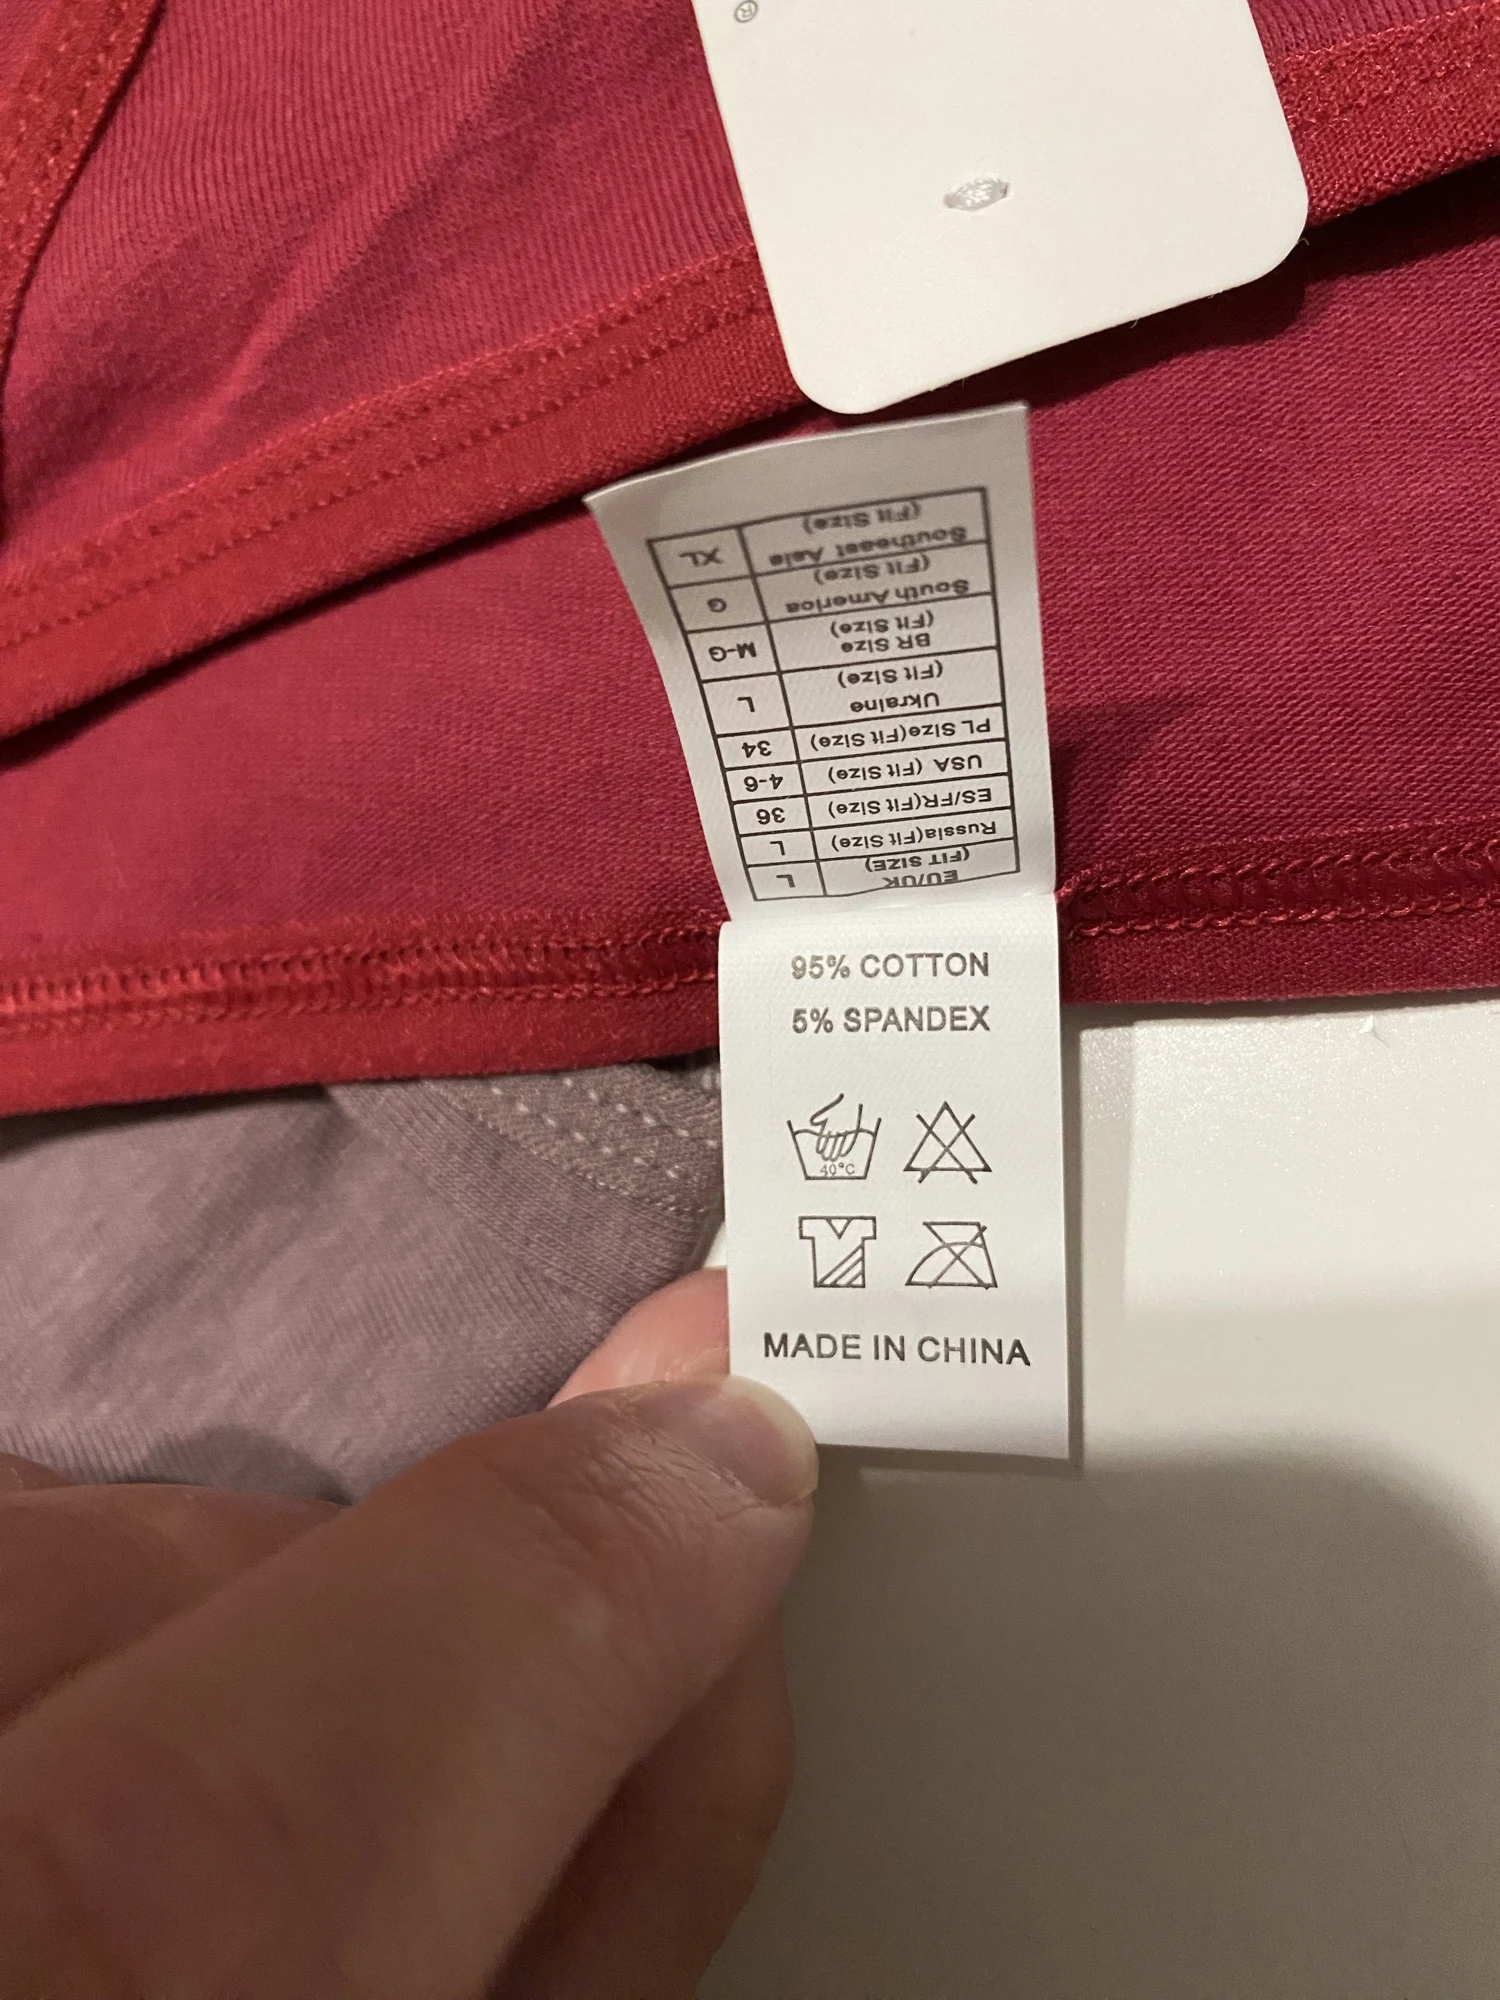 ®
EU/UK
(FIT SIZE) L
Russia(Fit Size) L
ES/FR(Fit Size) 36
USA (Fit Size) 4-6
PL Size(Fit Size) 34
Ukraine
(Fit Size) L
BR Size
(Fit Size) M-G
South America
(Fit Size) G
Southeast Asia
(Fit Size) XL
95% COTTON
5% SPANDEX
40°C
MADE IN CHINA